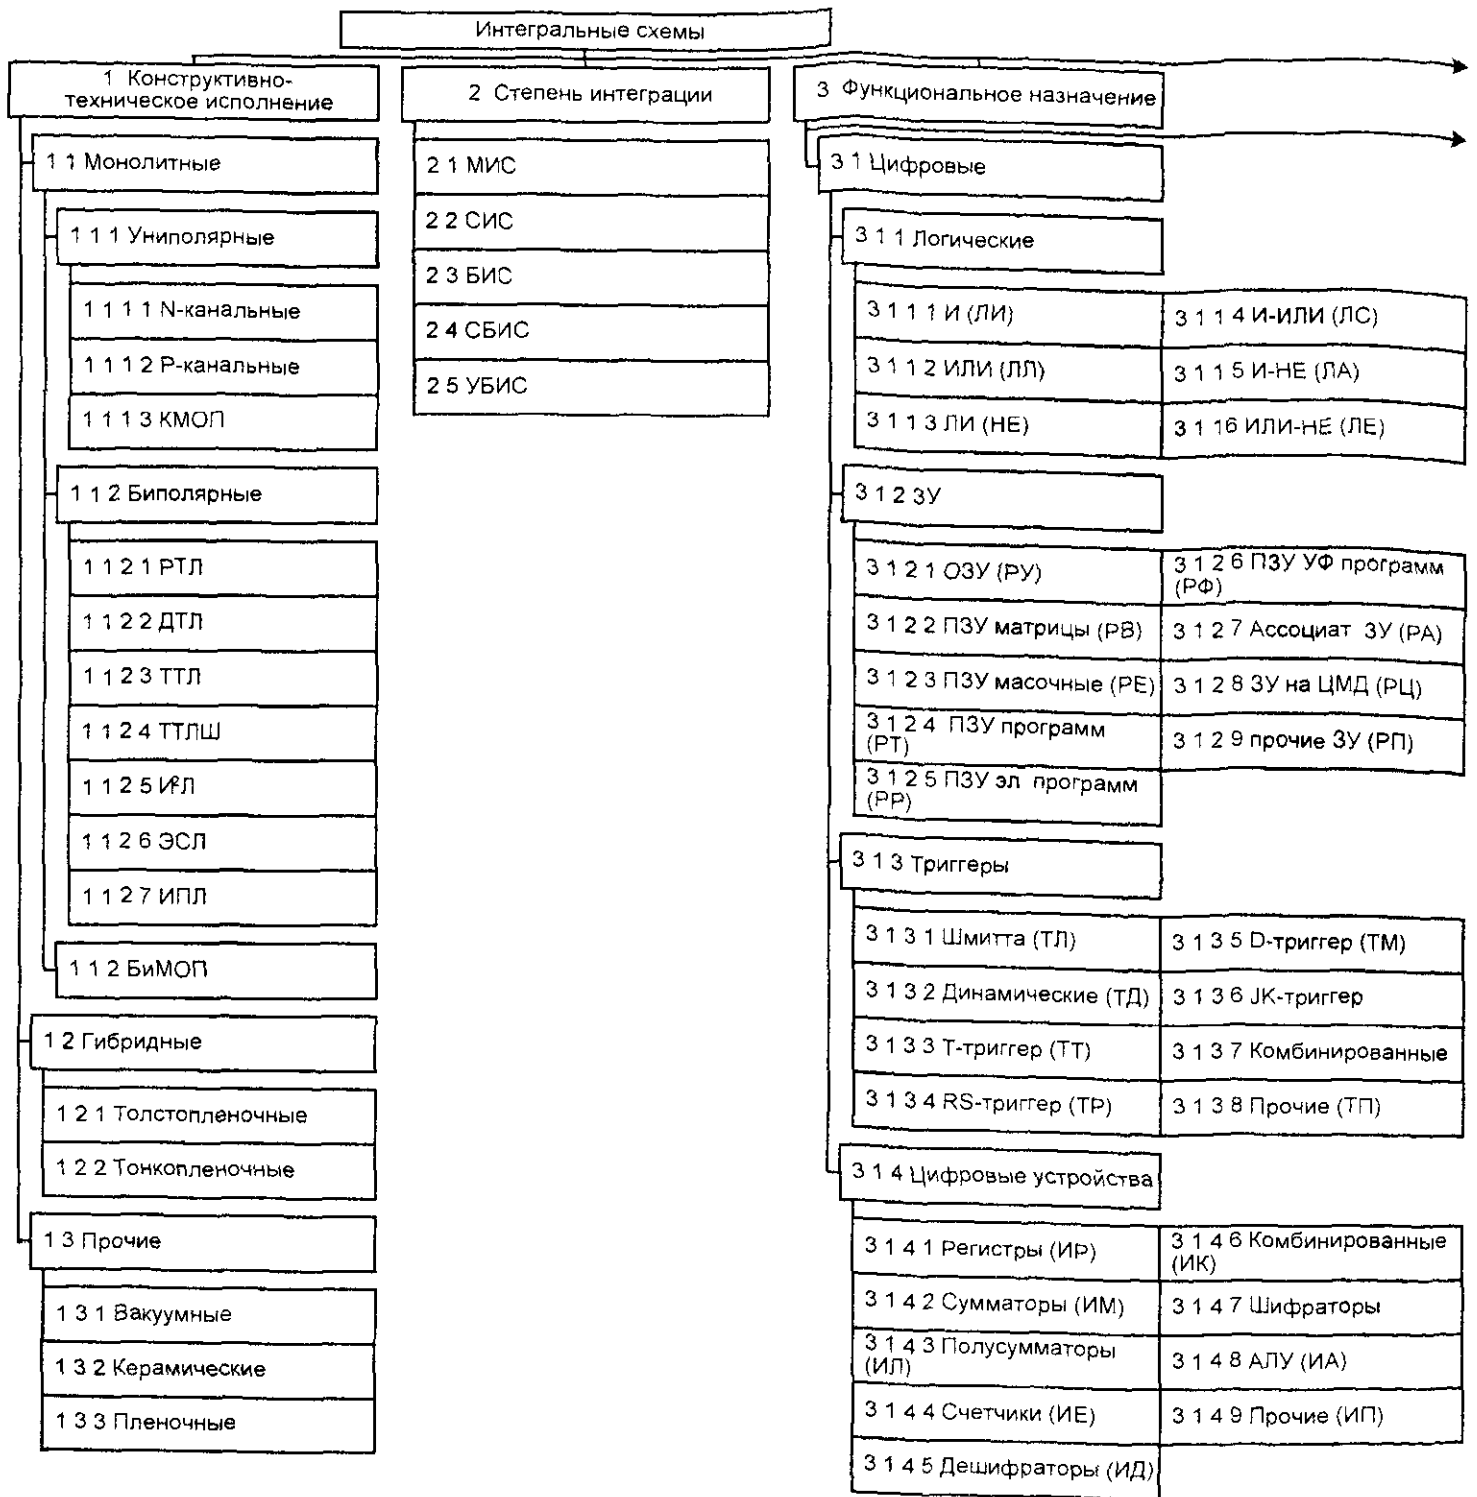 Интегральные схемы
1 Конструктивно-
техническое исполнение
1 1 Монолитные
1 1 1 Униполярные
1 1 1 1 N-канальные
1 1 1 2 P-канальные
1 1 1 3 КМОП
1 1 2 Биполярные
1 1 2 1 РТЛ
1 1 2 2 ДТЛ
1 1 2 3 ТТЛ
1 1 2 4 ТТЛШ
1 1 2 5 И²Л
1 1 2 6 ЭСЛ
1 1 2 7 ИПЛ
1 1 2 БиМОП
1 2 Гибридные
1 2 1 Толстопленочные
1 2 2 Тонкопленочные
1 3 Прочие
1 3 1 Вакуумные
1 3 2 Керамические
1 3 3 Пленочные
2 Степень интеграции
2 1 МИС
2 2 СИС
2 3 БИС
2 4 СБИС
2 5 УБИС
3 Функциональное назначение
3 1 Цифровые
3 1 1 Логические
3 1 1 1 И (ЛИ)
3 1 1 2 ИЛИ (ЛЛ)
3 1 1 3 ЛИ (НЕ)
3 1 1 4 И-ИЛИ (ЛС)
3 1 1 5 И-НЕ (ЛА)
3 1 1 6 ИЛИ-НЕ (ЛЕ)
3 1 2 ЗУ
3 1 2 1 ОЗУ (РУ)
3 1 2 2 ПЗУ матрицы (РВ)
3 1 2 3 ПЗУ масочные (РЕ)
3 1 2 4 ПЗУ программ
(РТ)
3 1 2 5 ПЗУ эл программ
(РР)
3 1 2 6 ПЗУ УФ программ
(РФ)
3 1 2 7 Ассоциат ЗУ (РА)
3 1 2 8 ЗУ на ЦМД (РЦ)
3 1 2 9 прочие ЗУ (РП)
3 1 3 Триггеры
3 1 3 1 Шмитта (ТЛ)
3 1 3 2 Динамические (ТД)
3 1 3 3 Т-триггер (ТТ)
3 1 3 4 RS-триггер (ТР)
3 1 3 5 D-триггер (ТМ)
3 1 3 6 JK-триггер
3 1 3 7 Комбинированные
3 1 3 8 Прочие (ТП)
3 1 4 Цифровые устройства
3 1 4 1 Регистры (ИР)
3 1 4 2 Сумматоры (ИМ)
3 1 4 3 Полусумматоры
(ИЛ)
3 1 4 4 Счетчики (ИЕ)
3 1 4 5 Дешифраторы (ИД)
3 1 4 6 Комбинированные
(ИК)
3 1 4 7 Шифраторы
3 1 4 8 АЛУ (ИА)
3 1 4 9 Прочие (ИП)